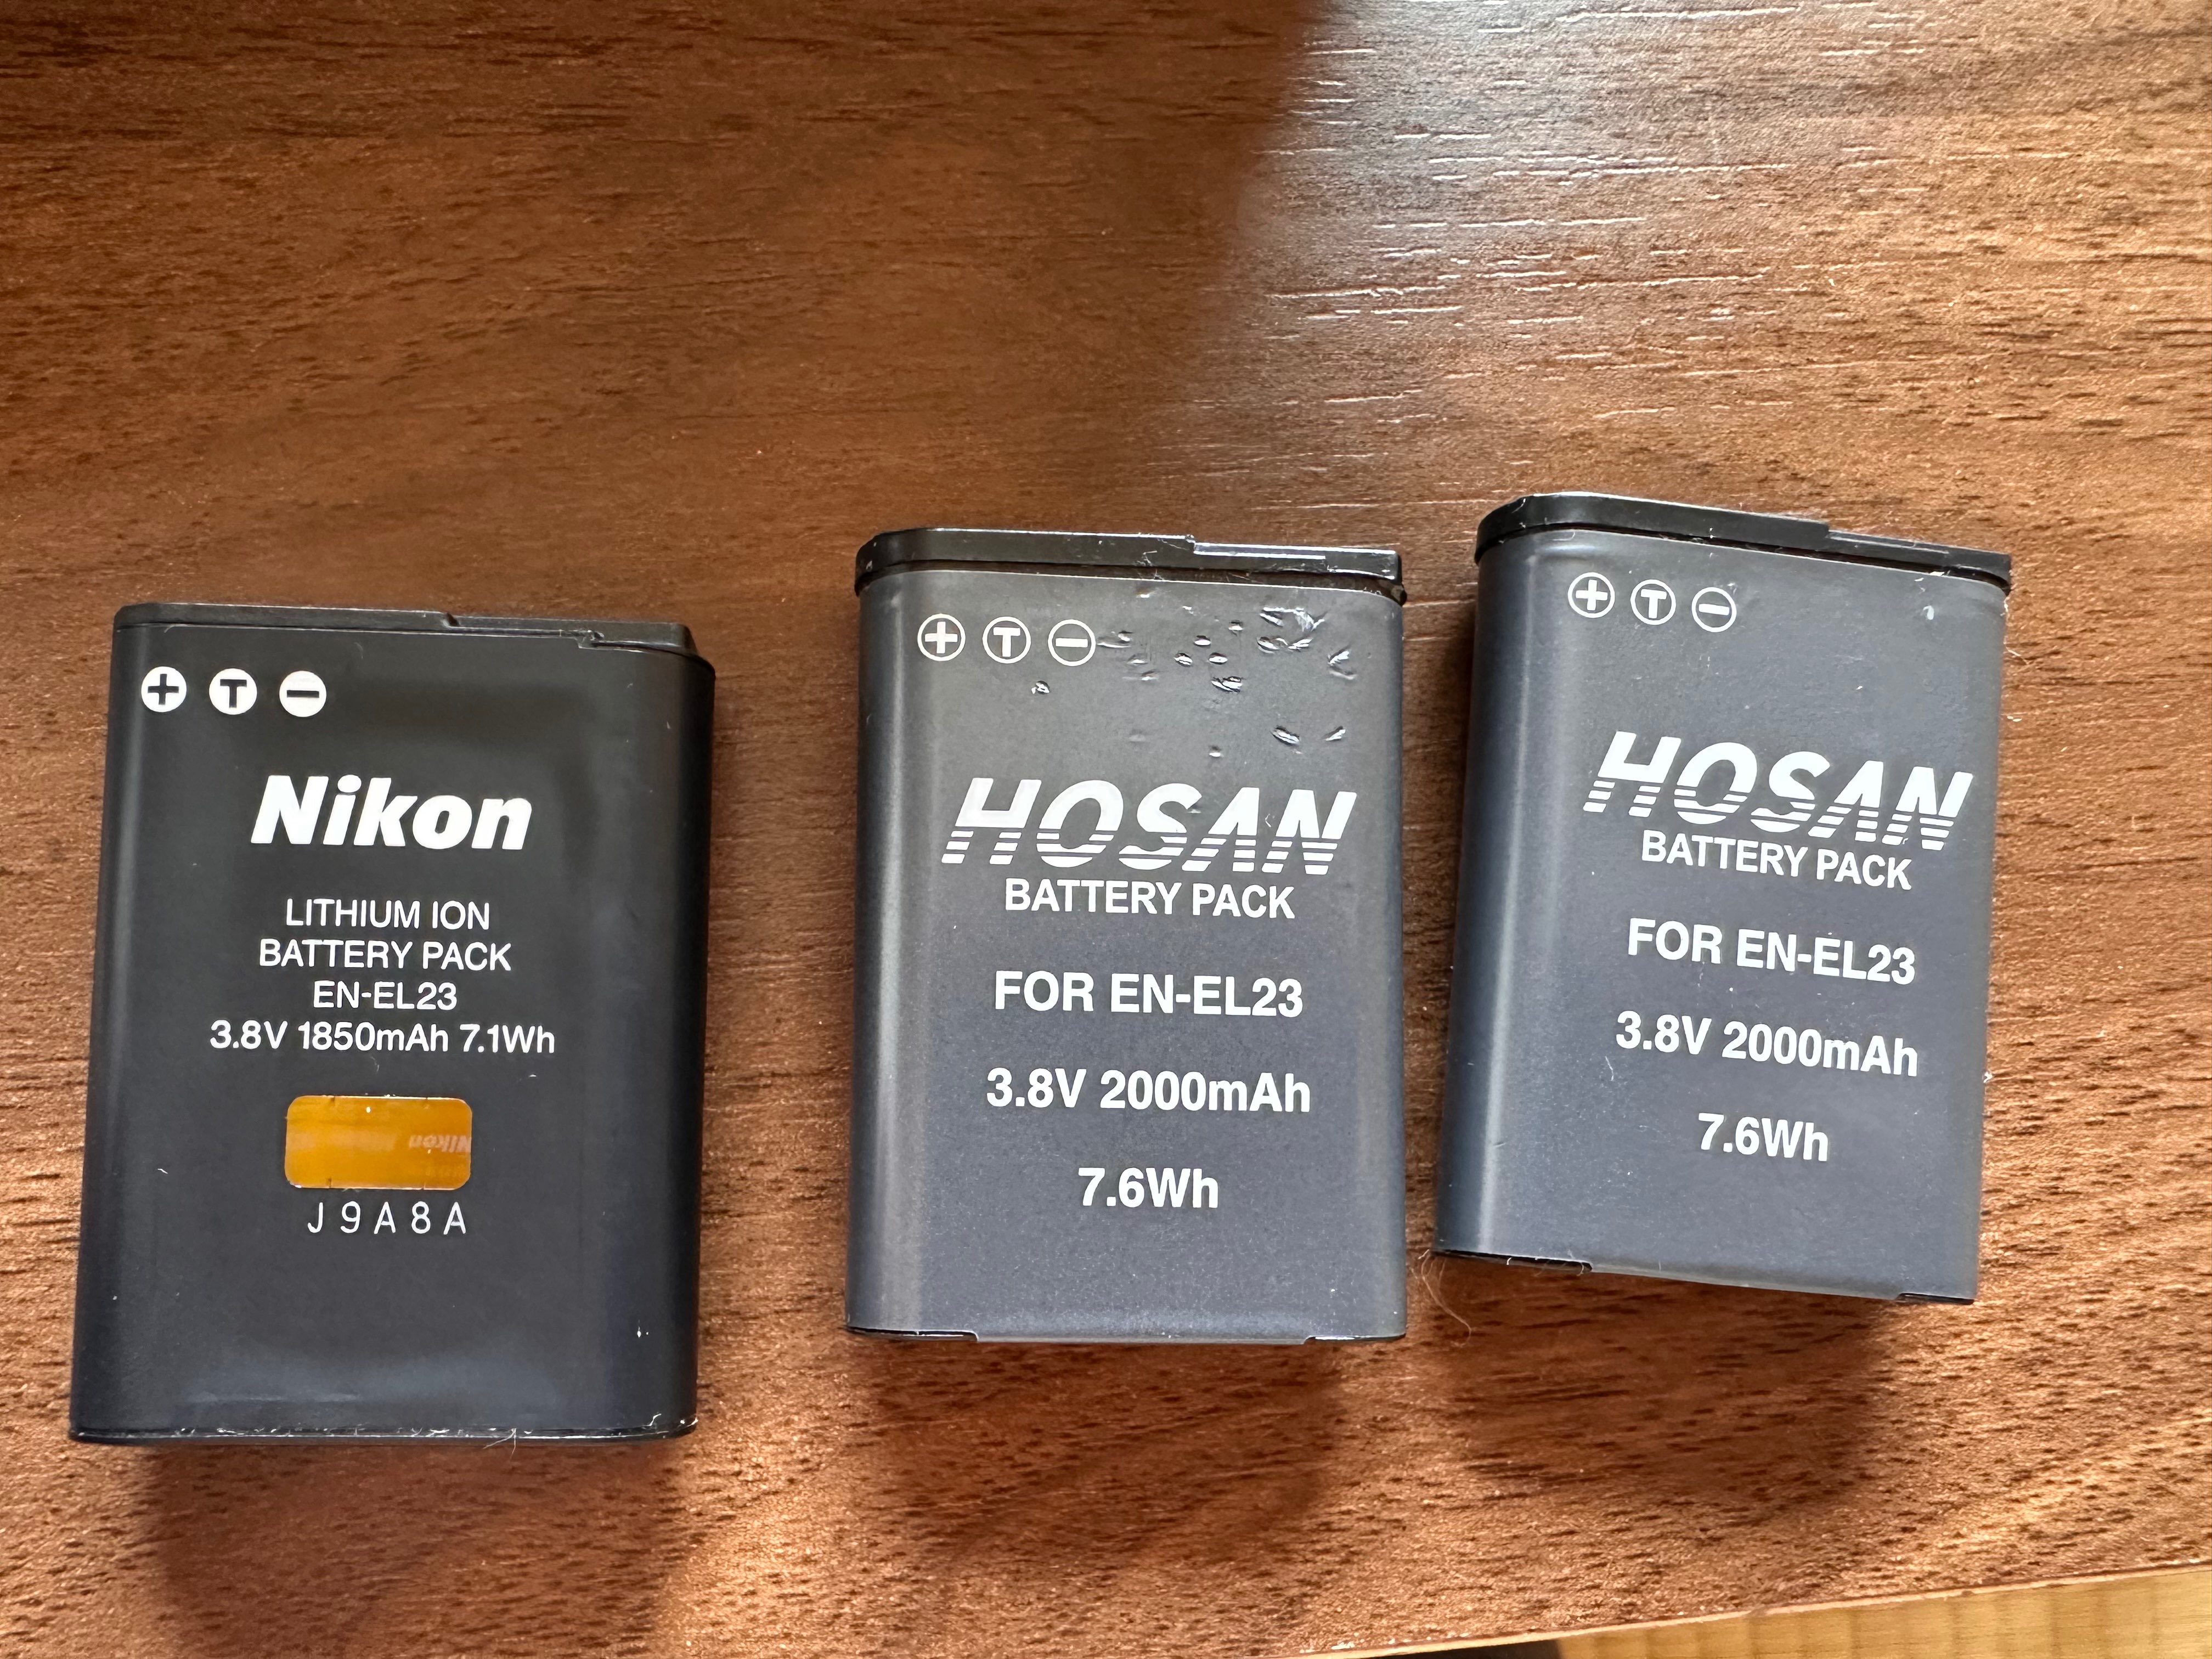 + T −
Nikon
LITHIUM ION
BATTERY PACK
EN-EL23
3.8V 1850mAh 7.1Wh
Nikon
J9A8A
+ T −
HOSAN
BATTERY PACK
FOR EN-EL23
3.8V 2000mAh
7.6Wh
+ T −
HOSAN
BATTERY PACK
FOR EN-EL23
3.8V 2000mAh
7.6Wh